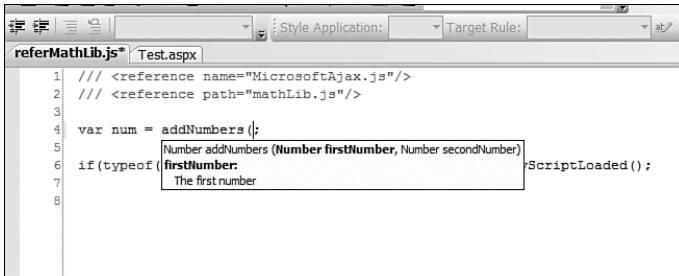 Style Application: Target Rule:
referMathLib.js* Test.aspx
1 /// <reference name="MicrosoftAjax.js"/>
2 /// <reference path="mathLib.js"/>
3
4 var num = addNumbers(;
5
Number addNumbers (Number firstNumber, Number secondNumber)
6 if(typeof( firstNumber: yScriptLoaded();
The first number
7
8